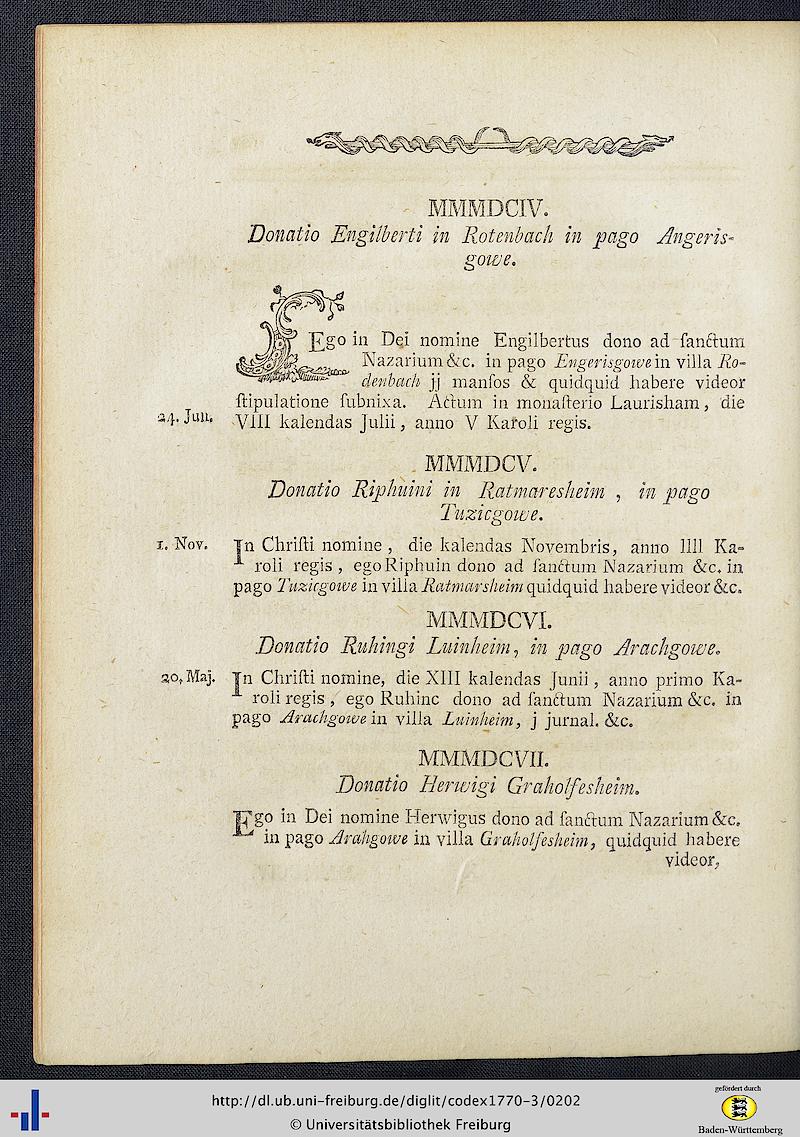 MMMDCIV.
Donatio Engilberti in Rotenbach in pago Angeris-
gowe.
Ego in Dei nomine Engilbertus dono ad ſanctum
Nazarium &c. in pago Engerisgowe in villa Ro-
denbach jj manſos & quidquid habere videor
ſtipulatione ſubnixa. Actum in monaſterio Laurisham, die
24. Jun. VIII kalendas Julii, anno V Karoli regis.
MMMDCV.
Donatio Riphuini in Ratmaresheim, in pago
Tuzicgowe.
1. Nov. In Chriſti nomine, die kalendas Novembris, anno IIII Ka-
roli regis, ego Riphuin dono ad ſanctum Nazarium &c. in
pago Tuzicgowe in villa Ratmarsheim quidquid habere videor &c.
MMMDCVI.
Donatio Ruhingi Luinheim, in pago Arachgowe.
20. Maj. In Chriſti nomine, die XIII kalendas Junii, anno primo Ka-
roli regis, ego Ruhinc dono ad ſanctum Nazarium &c. in
pago Arachgowe in villa Luinheim, j jurnal. &c.
MMMDCVII.
Donatio Herwigi Graholfesheim.
Ego in Dei nomine Herwigus dono ad ſanctum Nazarium &c.
in pago Arahgowe in villa Graholfesheim, quidquid habere
videor,
http://dl.ub.uni-freiburg.de/diglit/codex1770-3/0202
© Universitätsbibliothek Freiburg
gefördert durch
Baden-Württemberg